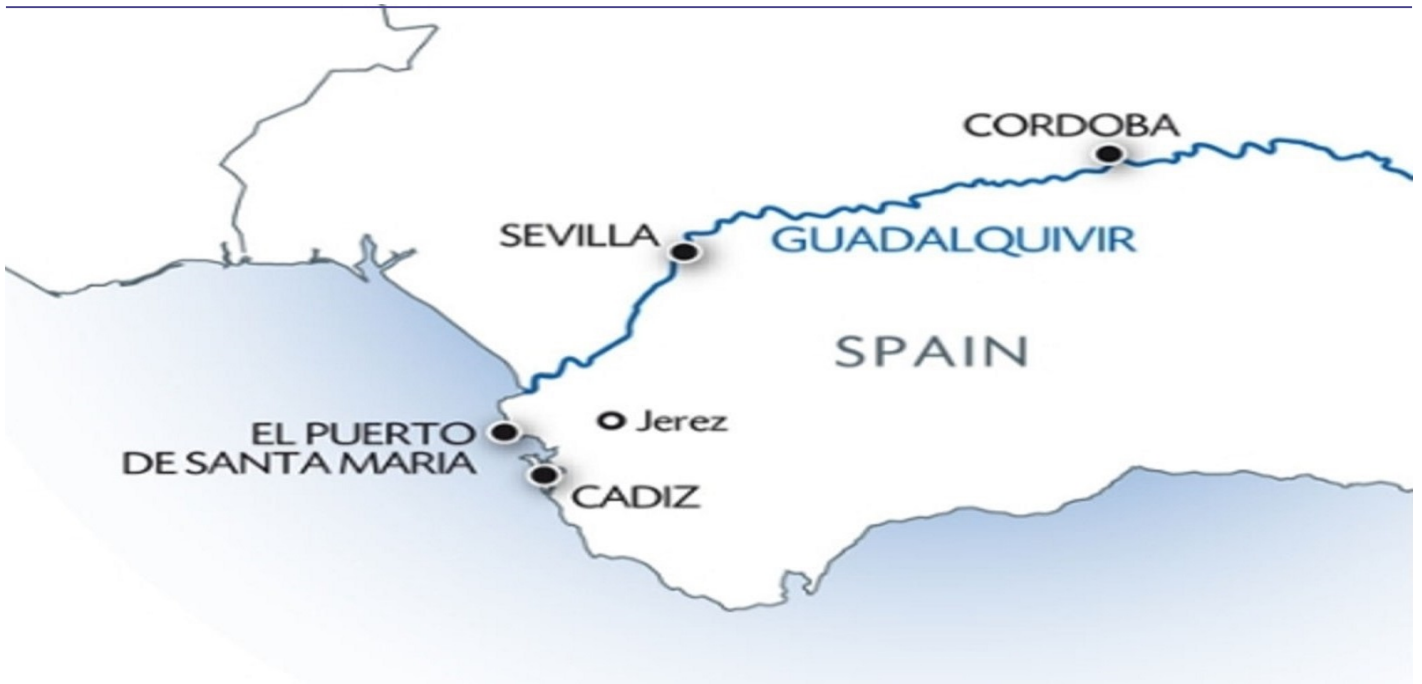 CORDOBA
SEVILLA
GUADALQUIVIR
SPAIN
Jerez
EL PUERTO
DE SANTA MARIA
CADIZ